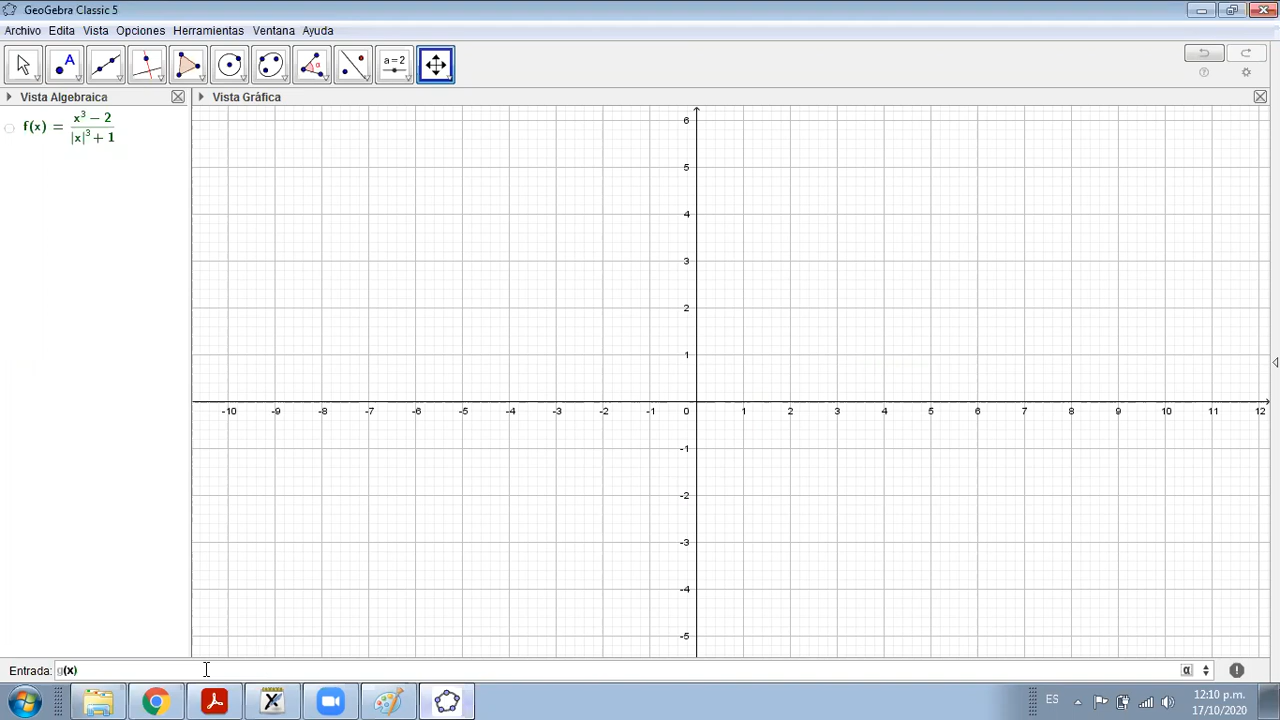 GeoGebra Classic 5
Archivo Edita Vista Opciones Herramientas Ventana Ayuda
A
α
a=2
Vista Algebraica
Vista Gráfica
f(x) = x³ − 2 / |x|³ + 1
6
5
4
3
2
1
-10 -9 -8 -7 -6 -5 -4 -3 -2 -1 0 1 2 3 4 5 6 7 8 9 10 11 12
-1
-2
-3
-4
-5
Entrada: g(x)
α
ES
12:10 p.m.
17/10/2020